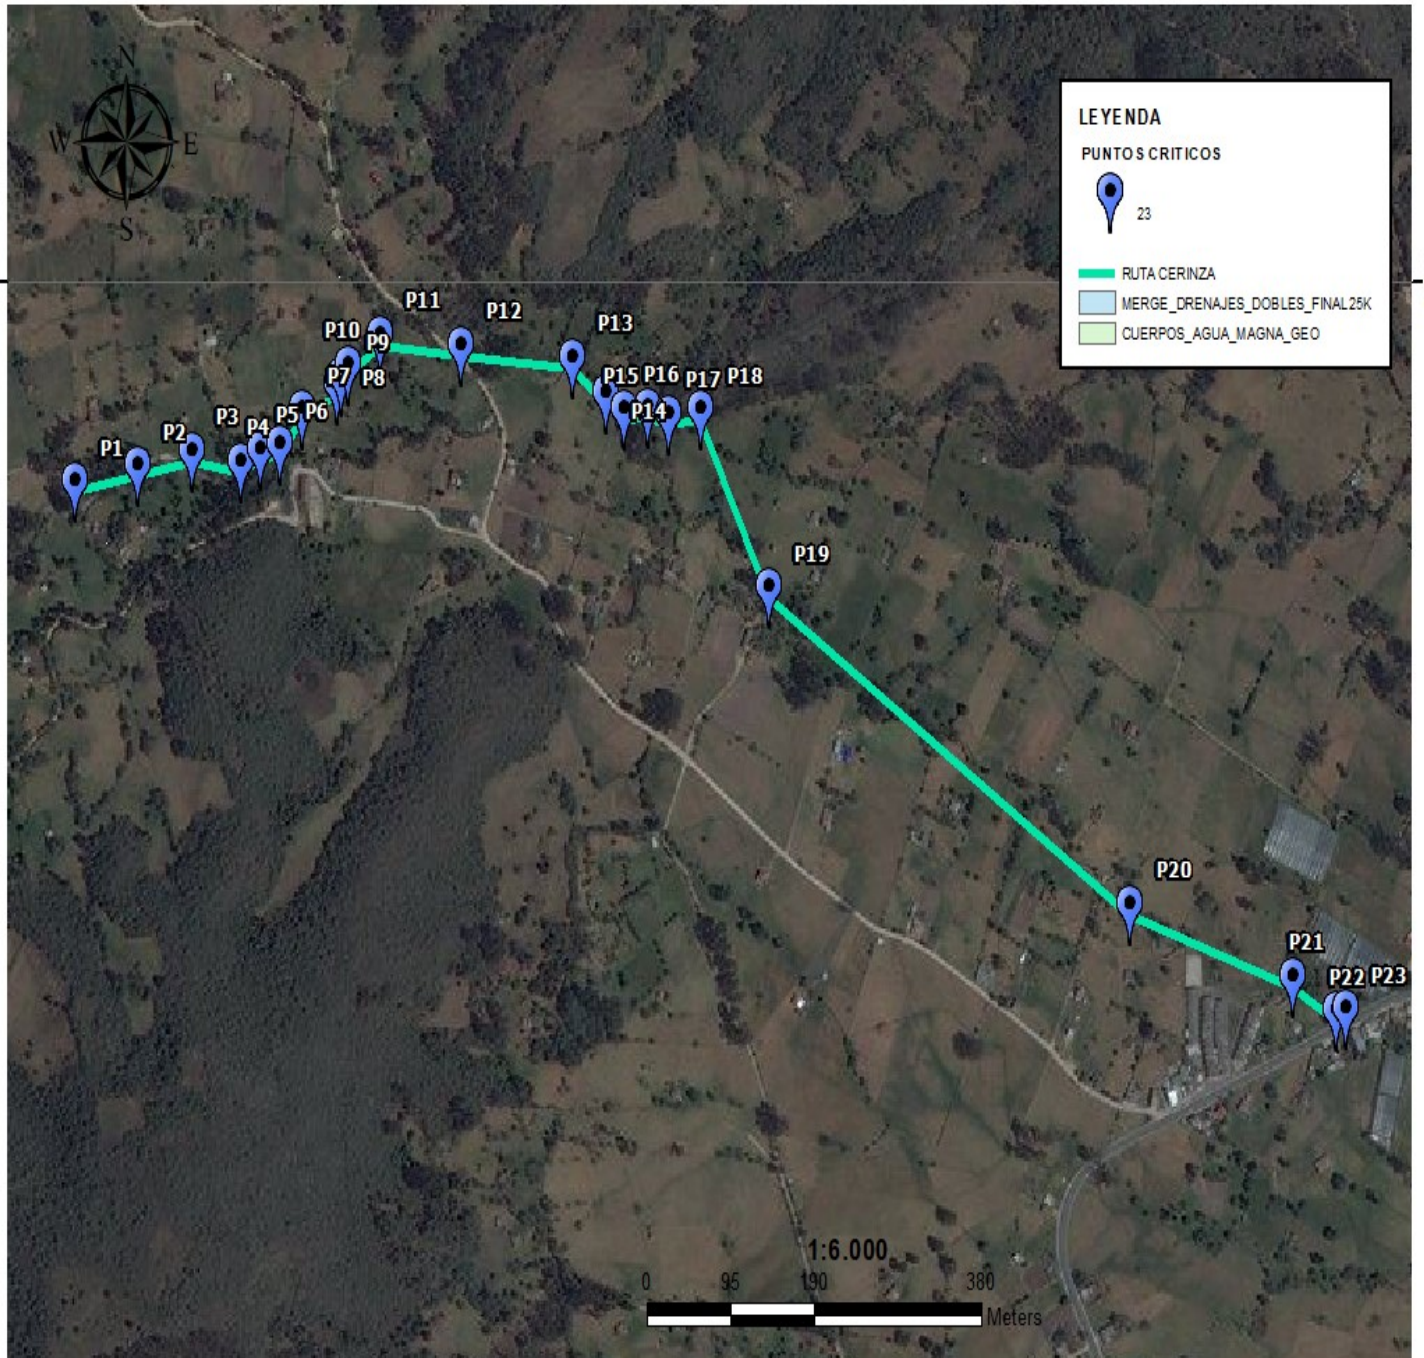 N
W
E
S
LEYENDA
PUNTOS CRITICOS
23
RUTA CERINZA
MERGE_DRENAJES_DOBLES_FINAL25K
CUERPOS_AGUA_MAGNA_GEO
P11
P12
P13
P10
P9
P7
P8
P15
P16
P17
P18
P14
P1
P2
P3
P4
P5
P6
P19
P20
P21
P22
P23
1:6.000
0 95 190 380
Meters